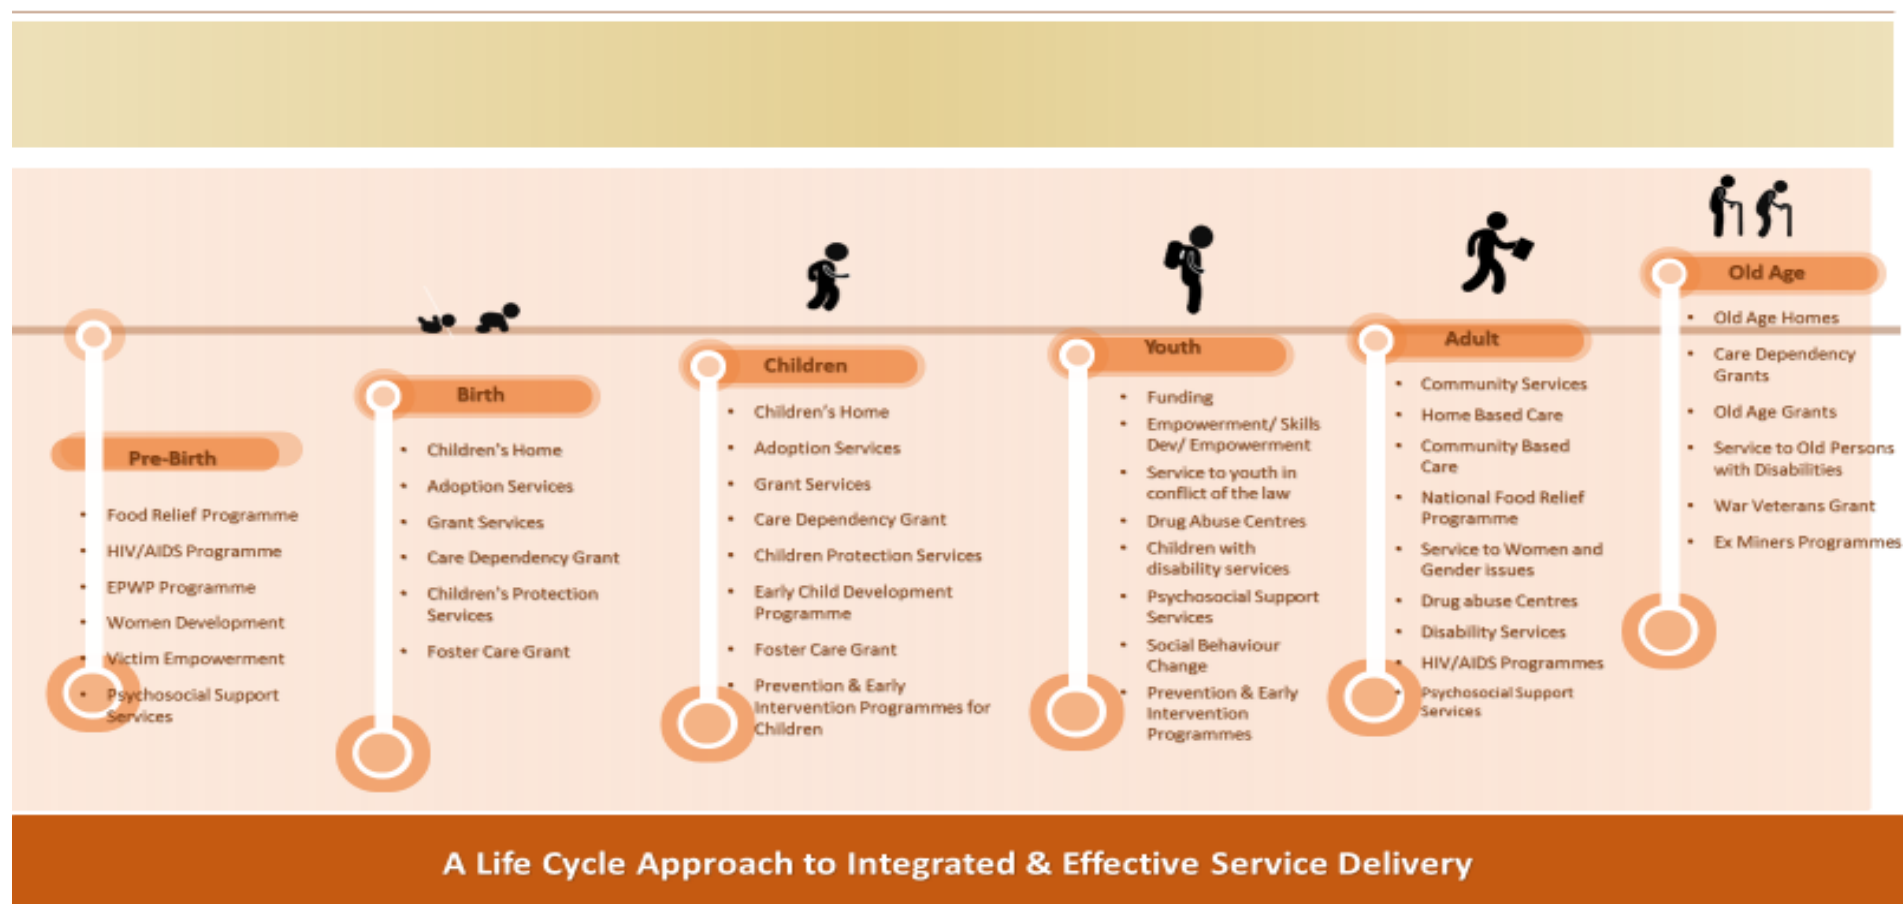 Pre-Birth
• Food Relief Programme
• HIV/AIDS Programme
• EPWP Programme
• Women Development
• Victim Empowerment
• Psychosocial Support
Services
Birth
• Children's Home
• Adoption Services
• Grant Services
• Care Dependency Grant
• Children's Protection
Services
• Foster Care Grant
Children
• Children's Home
• Adoption Services
• Grant Services
• Care Dependency Grant
• Children Protection Services
• Early Child Development
Programme
• Foster Care Grant
• Prevention & Early
Intervention Programmes for
Children
Youth
• Funding
• Empowerment/ Skills
Dev/ Empowerment
• Service to youth in
conflict of the law
• Drug Abuse Centres
• Children with
disability services
• Psychosocial Support
Services
• Social Behaviour
Change
• Prevention & Early
Intervention
Programmes
Adult
• Community Services
• Home Based Care
• Community Based
Care
• National Food Relief
Programme
• Service to Women and
Gender issues
• Drug abuse Centres
• Disability Services
• HIV/AIDS Programmes
• Psychosocial Support
Services
Old Age
• Old Age Homes
• Care Dependency
Grants
• Old Age Grants
• Service to Old Persons
with Disabilities
• War Veterans Grant
• Ex Miners Programmes
A Life Cycle Approach to Integrated & Effective Service Delivery